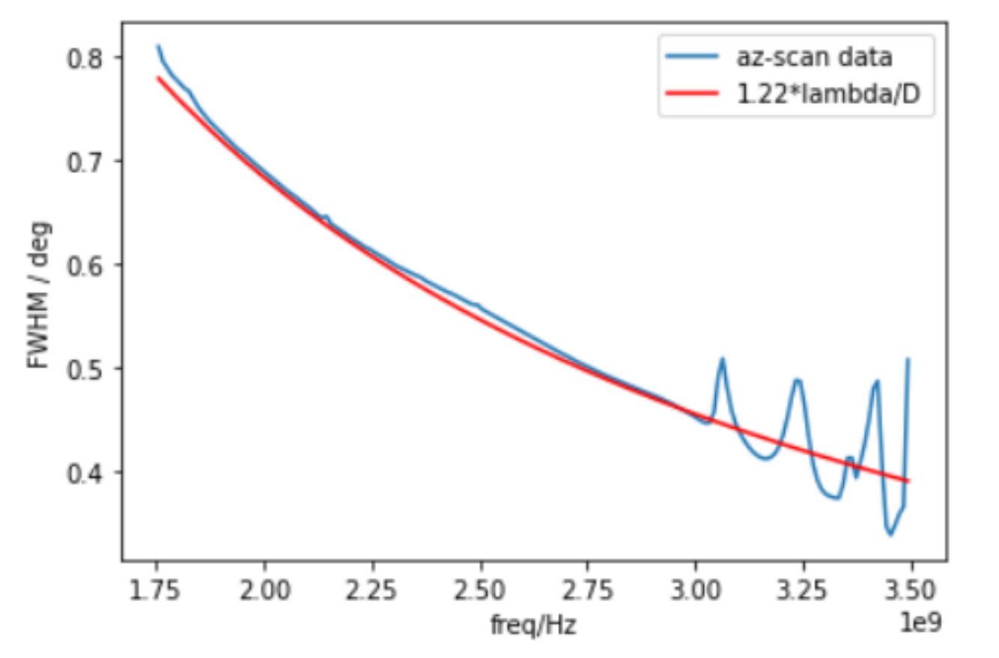 az-scan data
1.22*lambda/D
0.8
0.7
0.6
0.5
0.4
FWHM / deg
1.75 2.00 2.25 2.50 2.75 3.00 3.25 3.50
freq/Hz
1e9